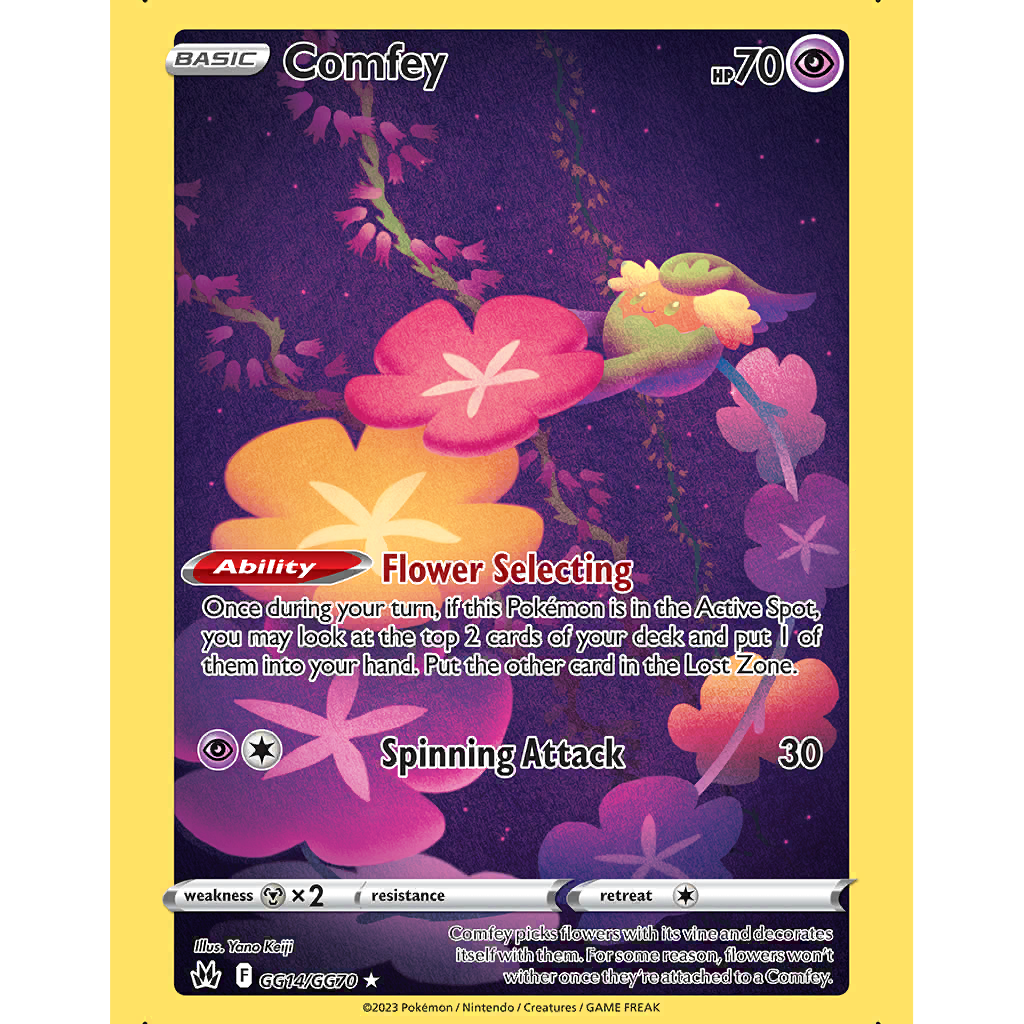 BASIC Comfey HP70
Ability Flower Selecting
Once during your turn, if this Pokémon is in the Active Spot,
you may look at the top 2 cards of your deck and put 1 of
them into your hand. Put the other card in the Lost Zone.
Spinning Attack 30
weakness ×2 resistance retreat
Illus. Yano Keiji
F GG14/GG70 ★
Comfey picks flowers with its vine and decorates
itself with them. For some reason, flowers won't
wither once they're attached to a Comfey.
©2023 Pokémon / Nintendo / Creatures / GAME FREAK